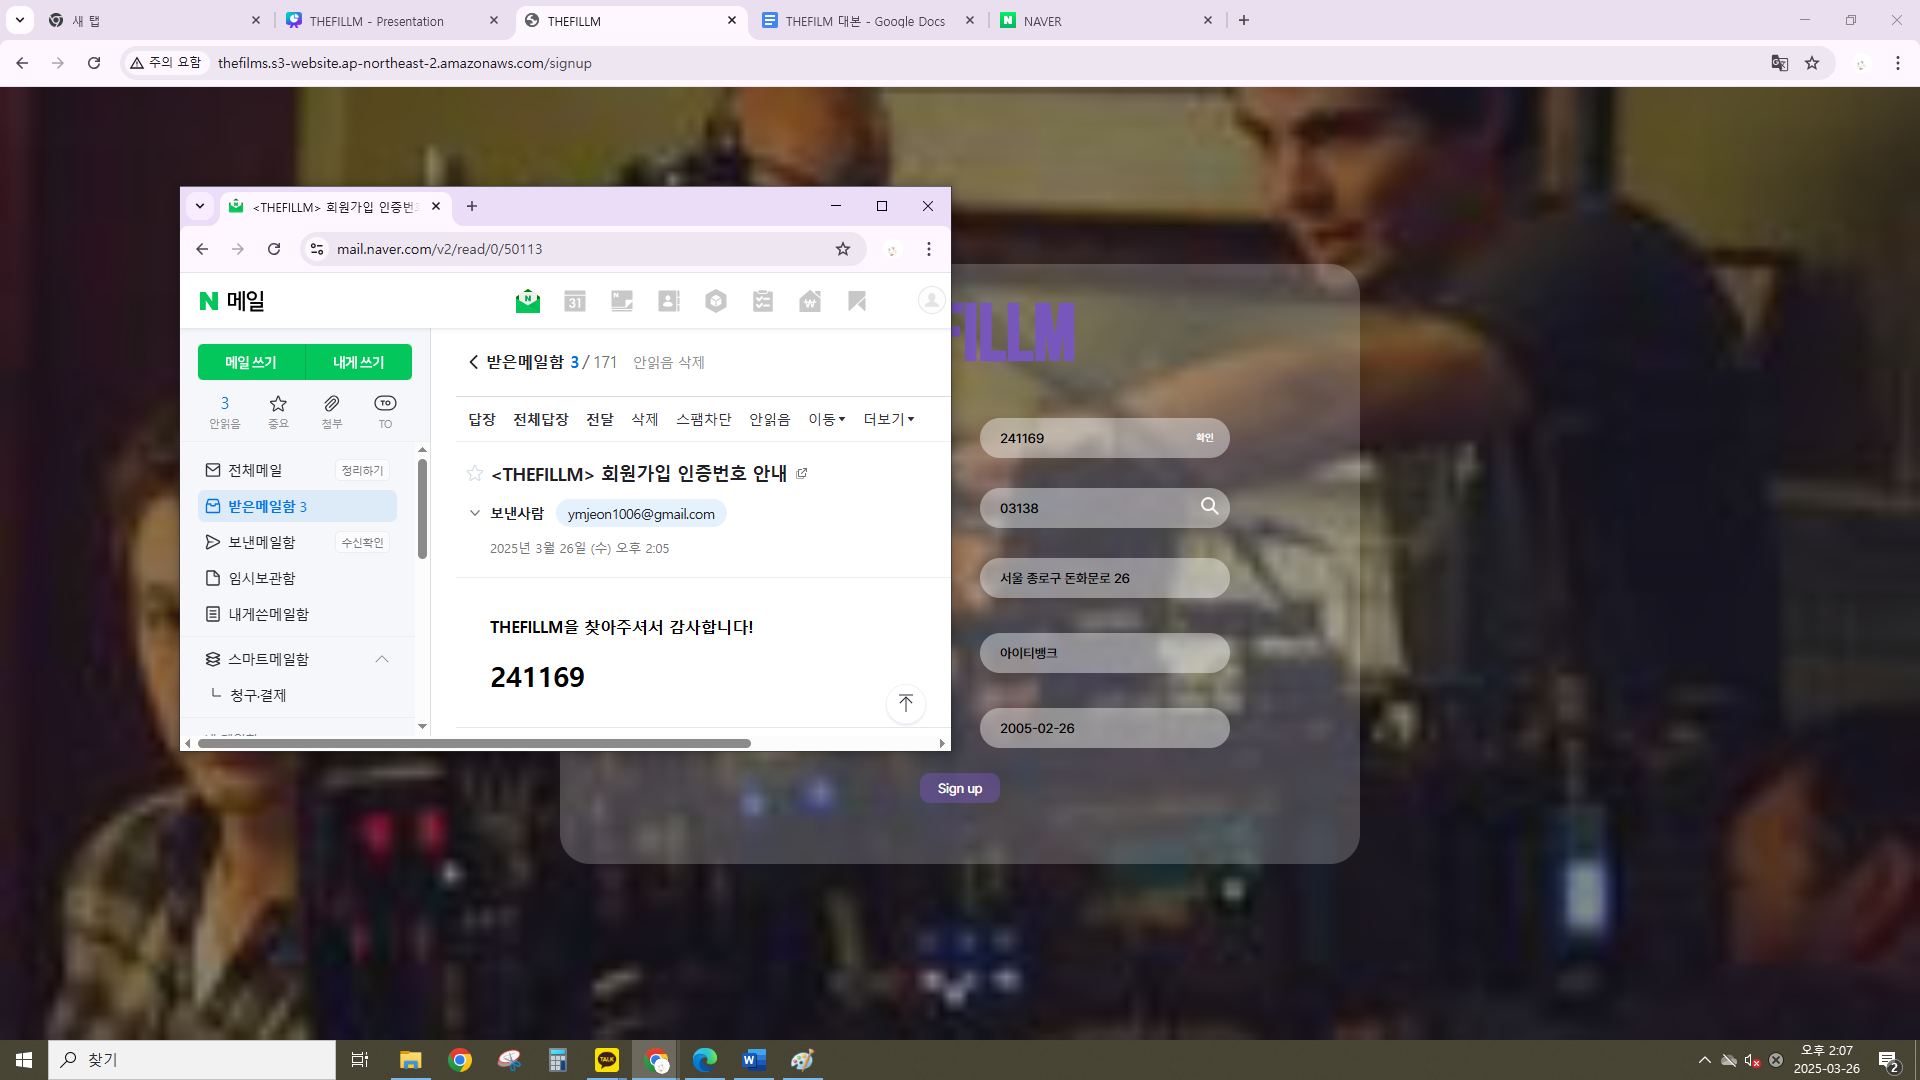 새 탭
THEFILLM - Presentation
THEFILLM
THEFILM 대본 - Google Docs
NAVER
주의 요함
thefilms.s3-website.ap-northeast-2.amazonaws.com/signup
<THEFILLM> 회원가입 인증번호
mail.naver.com/v2/read/0/50113
N 메일
31
메일 쓰기
내게 쓰기
받은메일함 3 / 171 안읽음 삭제
3
안읽음
중요
첨부
TO
TO
답장 전체답장 전달 삭제 스팸차단 안읽음 이동 더보기
전체메일 정리하기
받은메일함 3
보낸메일함 수신확인
임시보관함
내게쓴메일함
스마트메일함
청구·결제
<THEFILLM> 회원가입 인증번호 안내
보낸사람 ymjeon1006@gmail.com
2025년 3월 26일 (수) 오후 2:05
THEFILLM을 찾아주셔서 감사합니다!
241169
FILLM
241169 확인
03138
서울 종로구 돈화문로 26
아이티뱅크
2005-02-26
Sign up
찾기
TALK
오후 2:07
2025-03-26
2